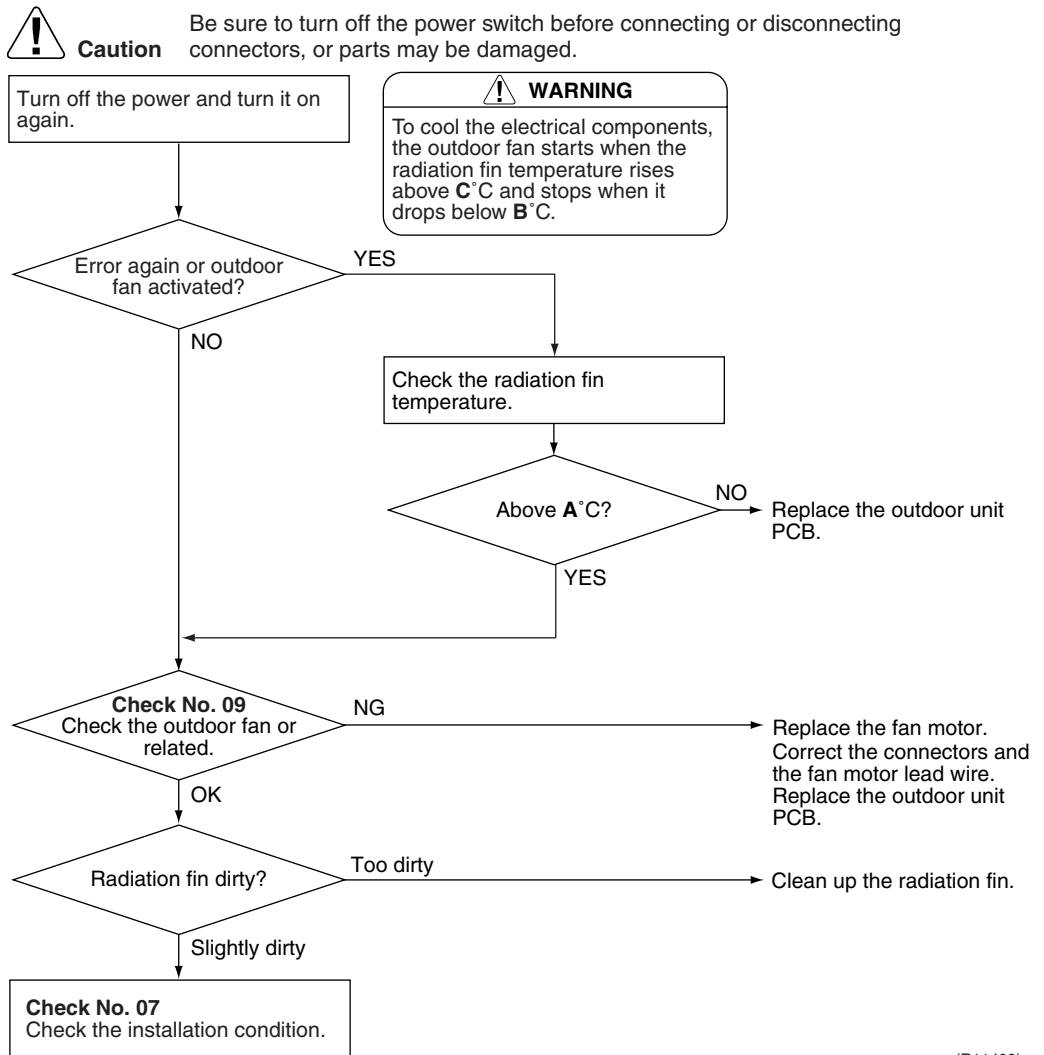 Be sure to turn off the power switch before connecting or disconnecting
Caution connectors, or parts may be damaged.
Turn off the power and turn it on
again.
WARNING
To cool the electrical components,
the outdoor fan starts when the
radiation fin temperature rises
above C˚C and stops when it
drops below B˚C.
Error again or outdoor
fan activated?
YES
NO
Check the radiation fin
temperature.
Above A˚C?
NO
Replace the outdoor unit
PCB.
YES
Check No. 09
Check the outdoor fan or
related.
NG
Replace the fan motor.
Correct the connectors and
the fan motor lead wire.
Replace the outdoor unit
PCB.
OK
Radiation fin dirty?
Too dirty
Clean up the radiation fin.
Slightly dirty
Check No. 07
Check the installation condition.